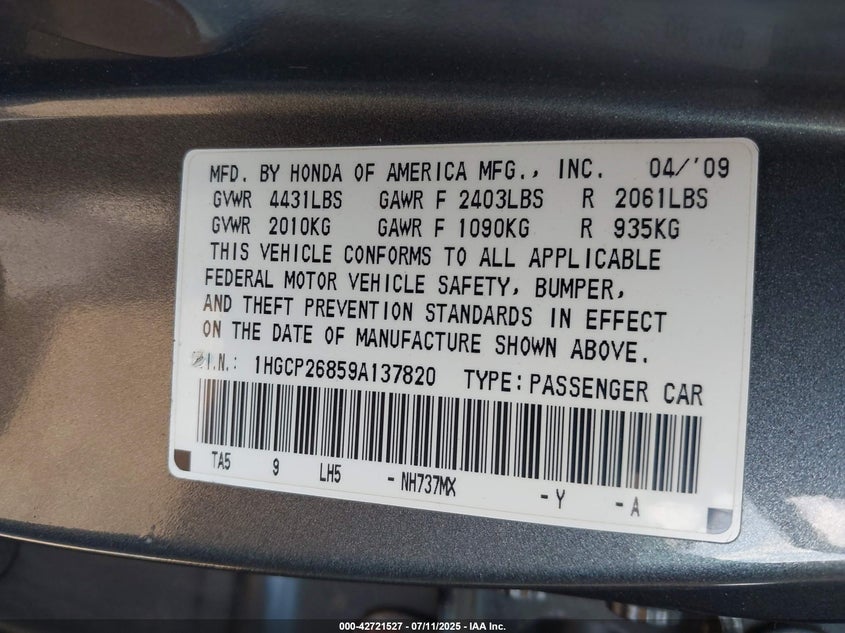 MFD. BY HONDA OF AMERICA MFG., INC. 04/'09
GVWR 4431LBS GAWR F 2403LBS R 2061LBS
GVWR 2010KG GAWR F 1090KG R 935KG
THIS VEHICLE CONFORMS TO ALL APPLICABLE
FEDERAL MOTOR VEHICLE SAFETY, BUMPER,
AND THEFT PREVENTION STANDARDS IN EFFECT
ON THE DATE OF MANUFACTURE SHOWN ABOVE.
V.I.N.: 1HGCP26859A137820 TYPE: PASSENGER CAR
TA5 9 LH5 - NH737MX - Y - A
000-42721527 - 07/11/2025 - IAA Inc.